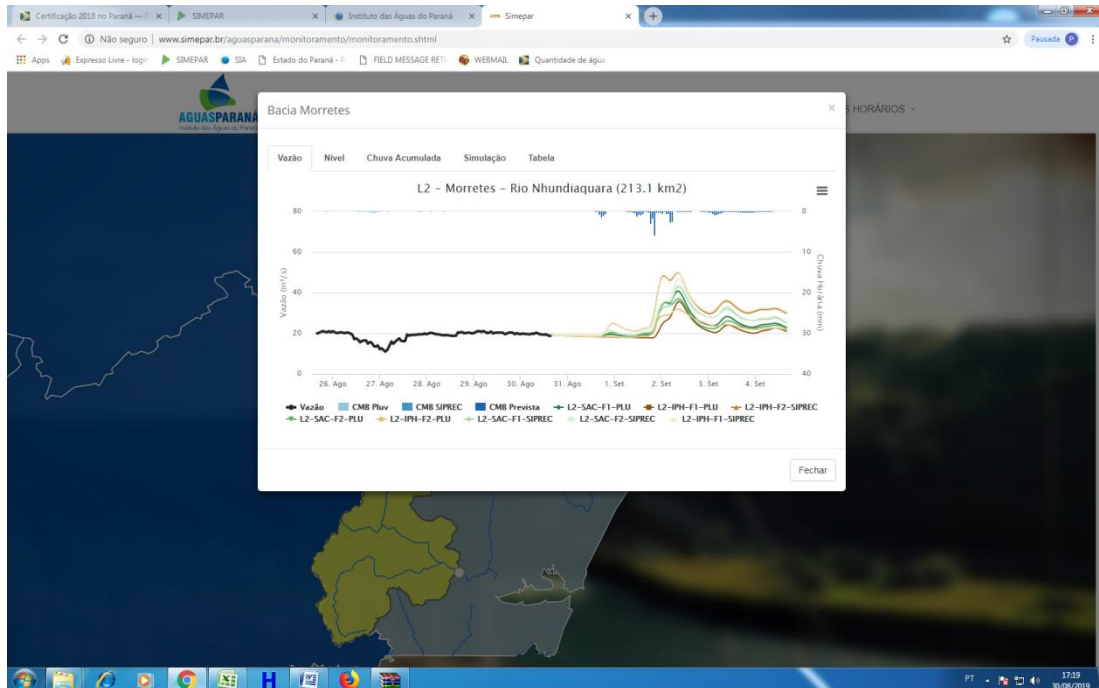 Certificação 2018 no Paraná — I
SIMEPAR
Instituto das Águas do Paraná
Simepar
Não seguro | www.simepar.br/aguasparana/monitoramento/monitoramento.shtml
Pausada P
Apps
Expresso Livre - login
SIMEPAR
SIA
Estado do Paraná - P
FIELD MESSAGE RETI
WEBMAIL
Quantidade de água
AGUASPARANÁ
S HORÁRIOS
Bacia Morretes
×
Vazão Nível Chuva Acumulada Simulação Tabela
L2 - Morretes - Rio Nhundiaquara (213.1 km2)
80
60
40
20
0
Vazão (m³/s)
0
10
20
30
40
Chuva Horária (mm)
26. Ago 27. Ago 28. Ago 29. Ago 30. Ago 31. Ago 1. Set 2. Set 3. Set 4. Set
Vazão CMB Pluv CMB SIPREC CMB Prevista L2-SAC-F1-PLU L2-IPH-F1-PLU L2-IPH-F2-SIPREC
L2-SAC-F2-PLU L2-IPH-F2-PLU L2-SAC-F1-SIPREC L2-SAC-F2-SIPREC L2-IPH-F1-SIPREC
Fechar
PT
17:19
30/08/2019